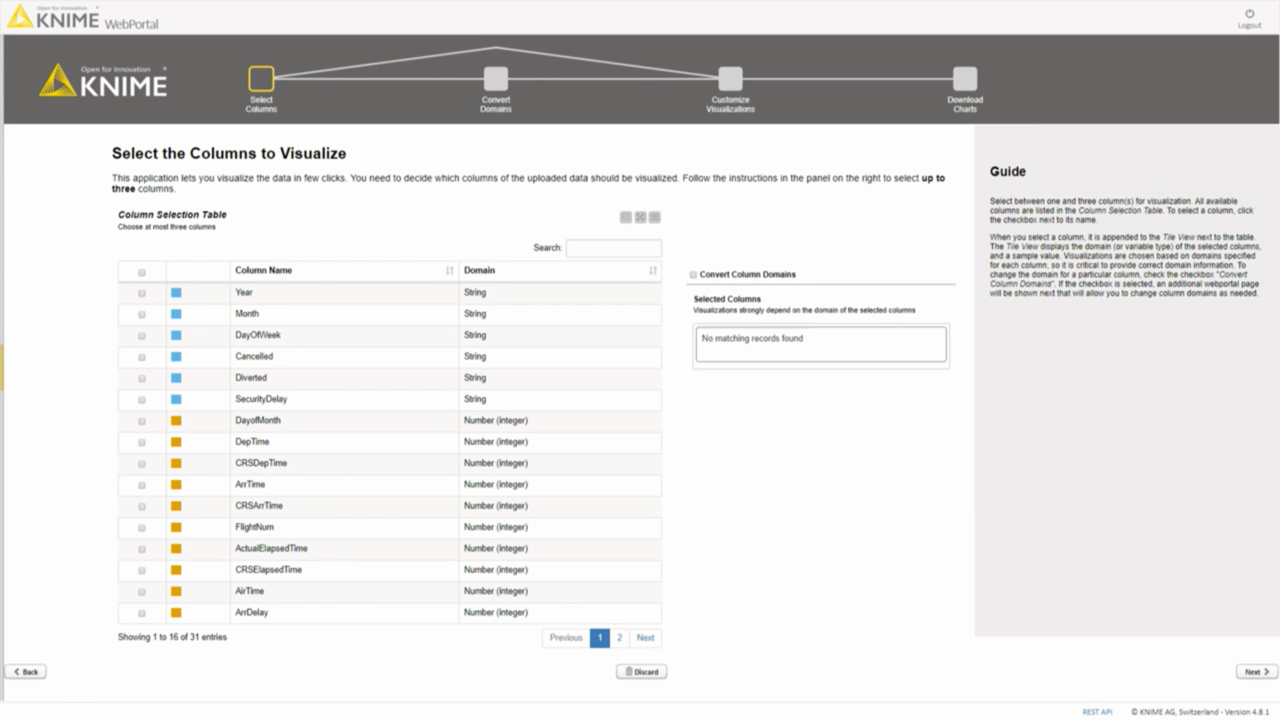 Open for Innovation
KNIME WebPortal
Logout
Open for Innovation
KNIME
Select
Columns
Convert
Domains
Customize
Visualizations
Download
Charts
Select the Columns to Visualize
This application lets you visualize the data in few clicks. You need to decide which columns of the uploaded data should be visualized. Follow the instructions in the panel on the right to select up to
three columns.
Column Selection Table
Choose at most three columns
Search:
Column Name Domain
Year String
Month String
DayOfWeek String
Cancelled String
Diverted String
SecurityDelay String
DayofMonth Number (integer)
DepTime Number (integer)
CRSDepTime Number (integer)
ArrTime Number (integer)
CRSArrTime Number (integer)
FlightNum Number (integer)
ActualElapsedTime Number (integer)
CRSElapsedTime Number (integer)
AirTime Number (integer)
ArrDelay Number (integer)
Showing 1 to 16 of 31 entries
Previous 1 2 Next
Convert Column Domains
Selected Columns
Visualizations strongly depend on the domain of the selected columns
No matching records found
Guide
Select between one and three column(s) for visualization. All available
columns are listed in the Column Selection Table. To select a column, click
the checkbox next to its name.
When you select a column, it is appended to the Tile View next to the table.
The Tile View displays the domain (or variable type) of the selected columns,
and a sample value. Visualizations are chosen based on domains specified
for each column, so it is critical to provide correct domain information. To
change the domain for a particular column, check the checkbox "Convert
Column Domains". If the checkbox is selected, an additional webportal page
will be shown next that will allow you to change column domains as needed.
< Back
Discard
Next >
REST API © KNIME AG, Switzerland - Version 4.8.1